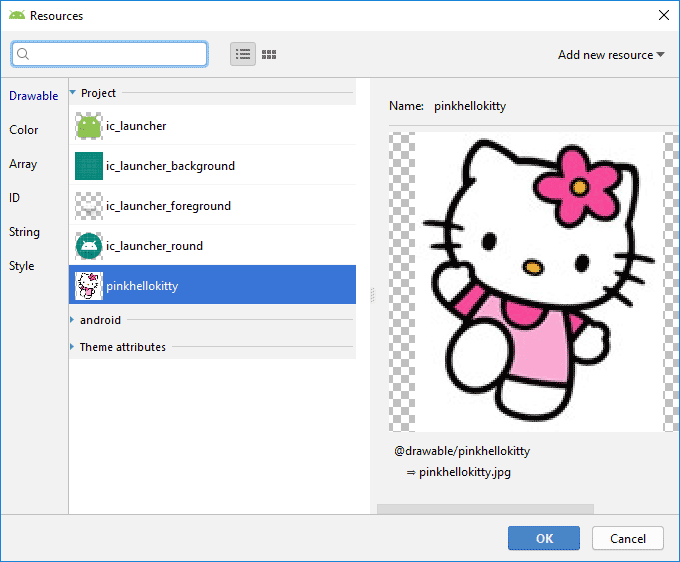 Resources
Add new resource
Drawable
Color
Array
ID
String
Style
Project
ic_launcher
ic_launcher_background
ic_launcher_foreground
ic_launcher_round
pinkhellokitty
android
Theme attributes
Name: pinkhellokitty
@drawable/pinkhellokitty
⇒ pinkhellokitty.jpg
OK
Cancel